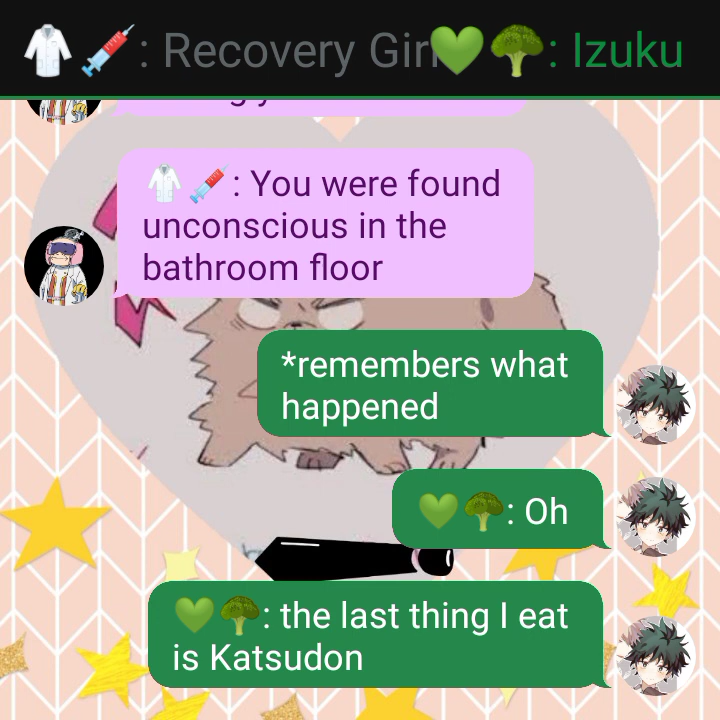 🥼💉: Recovery Girl💚🥦: Izuku
🥼💉: You were found
unconscious in the
bathroom floor
*remembers what
happened
💚🥦: Oh
💚🥦: the last thing I eat
is Katsudon